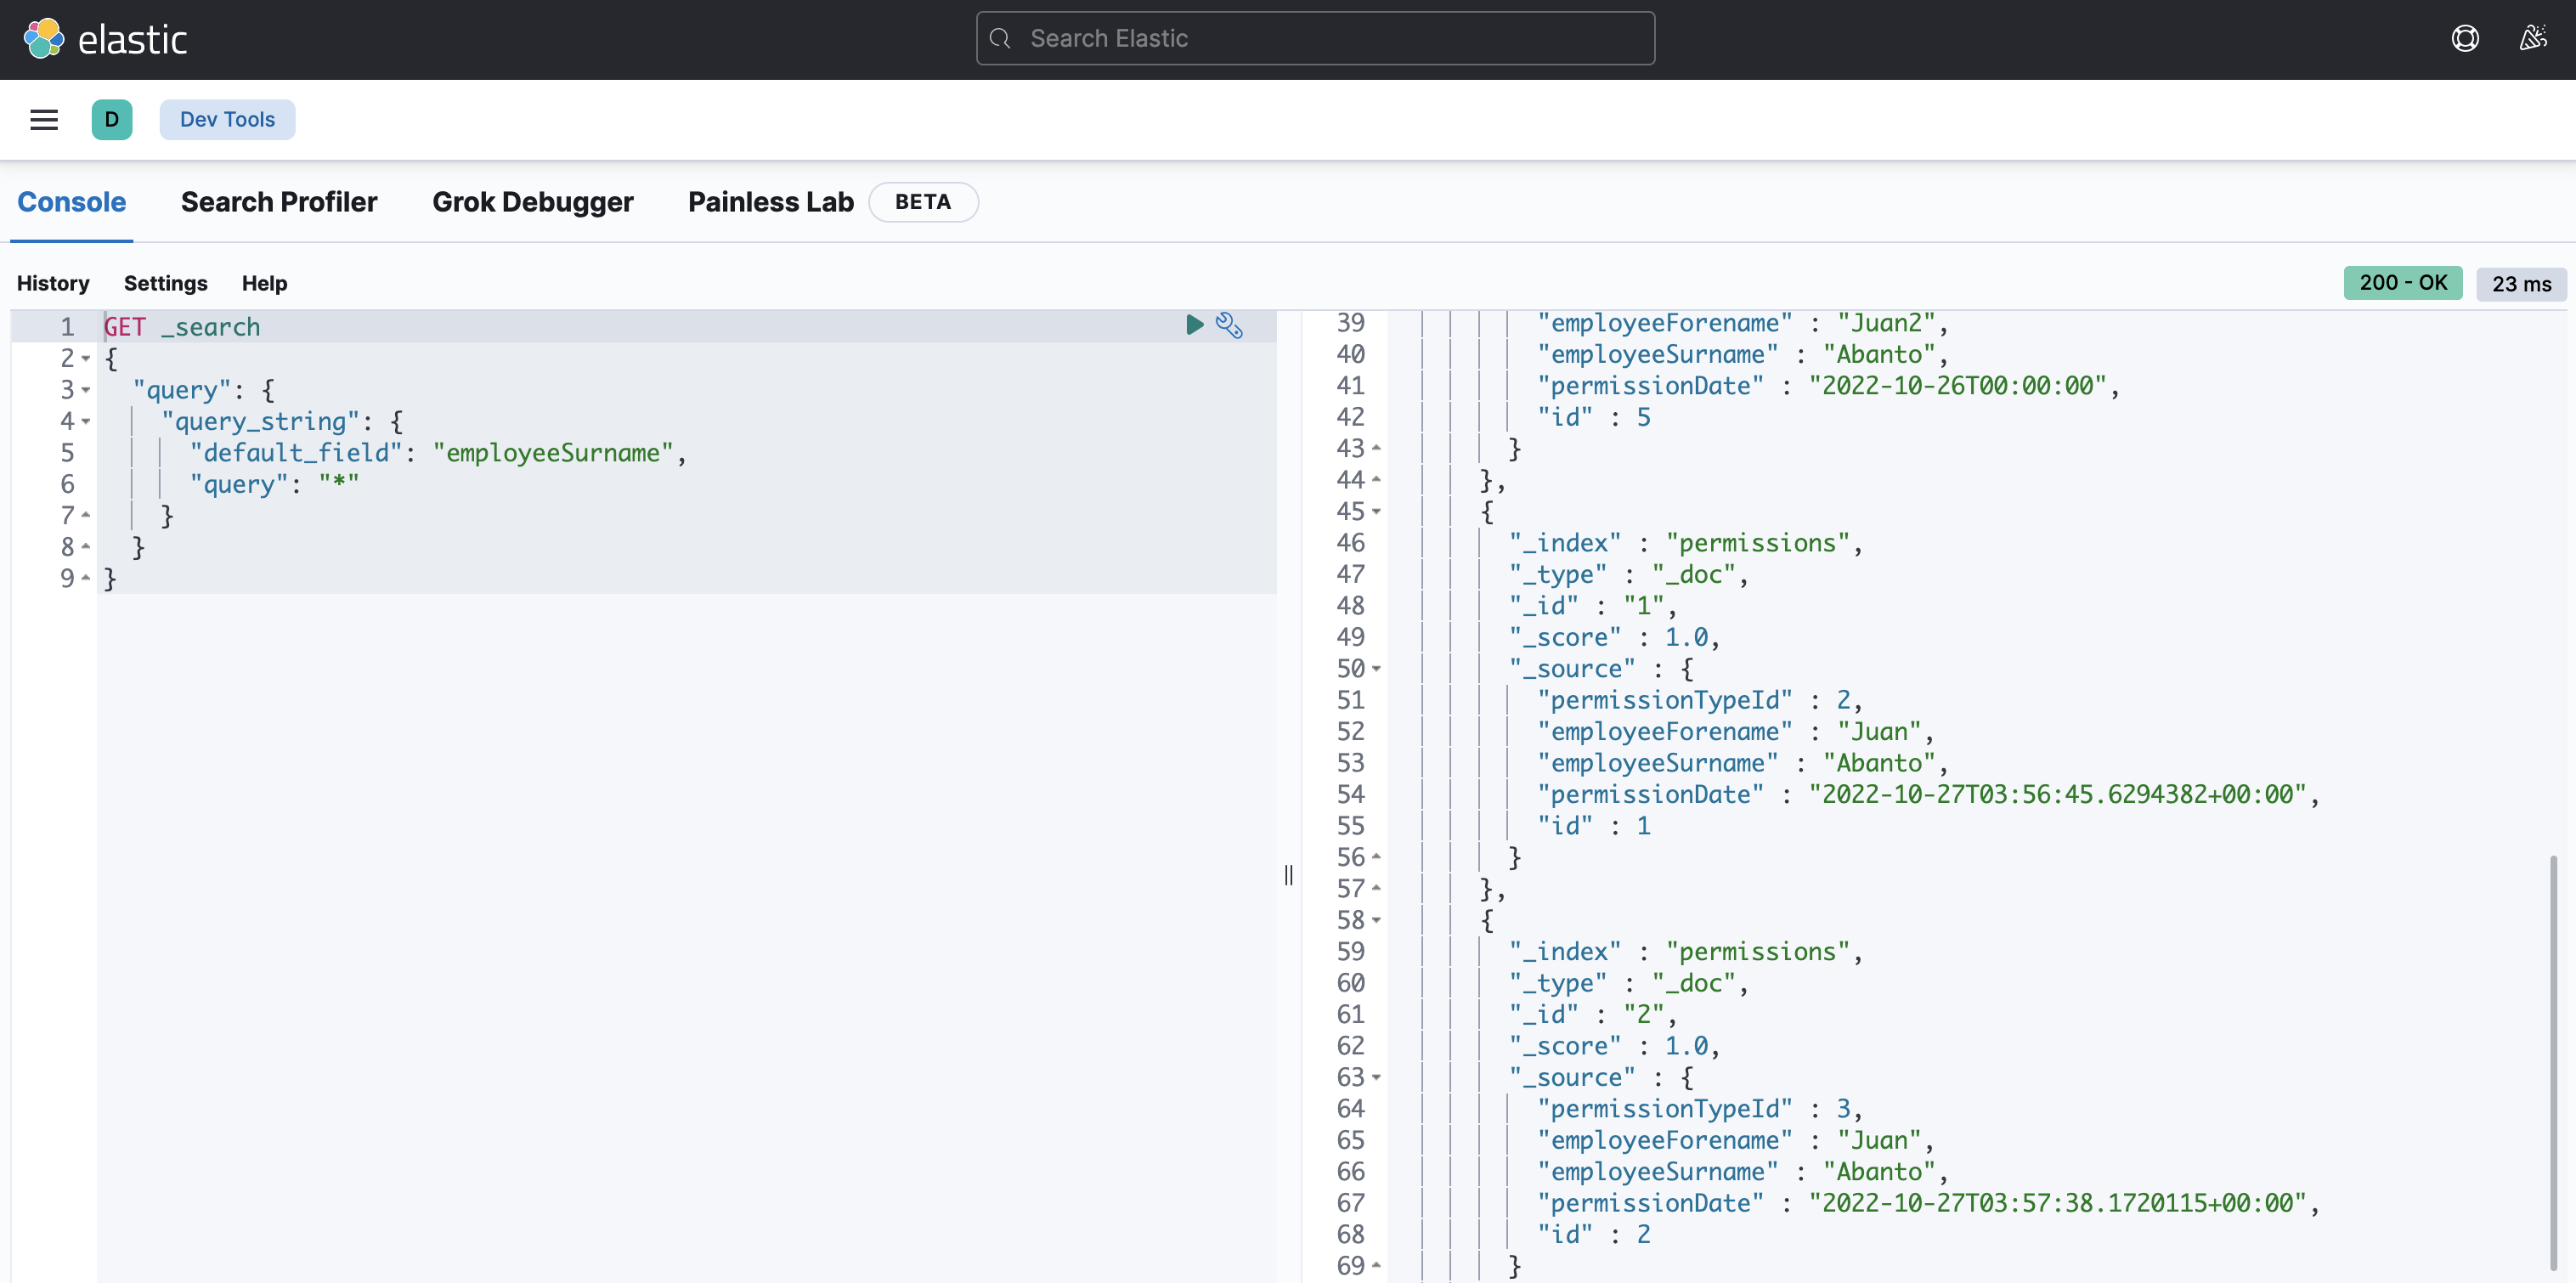 elastic
Search Elastic
D
Dev Tools
Console Search Profiler Grok Debugger Painless Lab BETA
History Settings Help
200 - OK 23 ms
1 GET _search
2 {
3 "query": {
4 "query_string": {
5 "default_field": "employeeSurname",
6 "query": "*"
7 }
8 }
9 }
39 "employeeForename" : "Juan2",
40 "employeeSurname" : "Abanto",
41 "permissionDate" : "2022-10-26T00:00:00",
42 "id" : 5
43 }
44 },
45 {
46 "_index" : "permissions",
47 "_type" : "_doc",
48 "_id" : "1",
49 "_score" : 1.0,
50 "_source" : {
51 "permissionTypeId" : 2,
52 "employeeForename" : "Juan",
53 "employeeSurname" : "Abanto",
54 "permissionDate" : "2022-10-27T03:56:45.6294382+00:00",
55 "id" : 1
56 }
57 },
58 {
59 "_index" : "permissions",
60 "_type" : "_doc",
61 "_id" : "2",
62 "_score" : 1.0,
63 "_source" : {
64 "permissionTypeId" : 3,
65 "employeeForename" : "Juan",
66 "employeeSurname" : "Abanto",
67 "permissionDate" : "2022-10-27T03:57:38.1720115+00:00",
68 "id" : 2
69 }